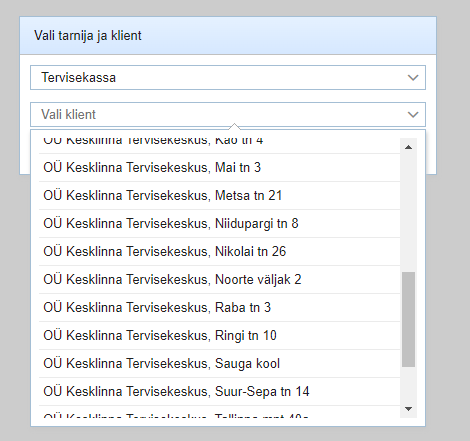 Vali tarnija ja klient
Tervisekassa
Vali klient
OÜ Kesklinna Tervisekeskus, Kao tn 4
OÜ Kesklinna Tervisekeskus, Mai tn 3
OÜ Kesklinna Tervisekeskus, Metsa tn 21
OÜ Kesklinna Tervisekeskus, Niidupargi tn 8
OÜ Kesklinna Tervisekeskus, Nikolai tn 26
OÜ Kesklinna Tervisekeskus, Noorte väljak 2
OÜ Kesklinna Tervisekeskus, Raba tn 3
OÜ Kesklinna Tervisekeskus, Ringi tn 10
OÜ Kesklinna Tervisekeskus, Sauga kool
OÜ Kesklinna Tervisekeskus, Suur-Sepa tn 14
OÜ Kesklinna Tervisekeskus, Tallinna mnt